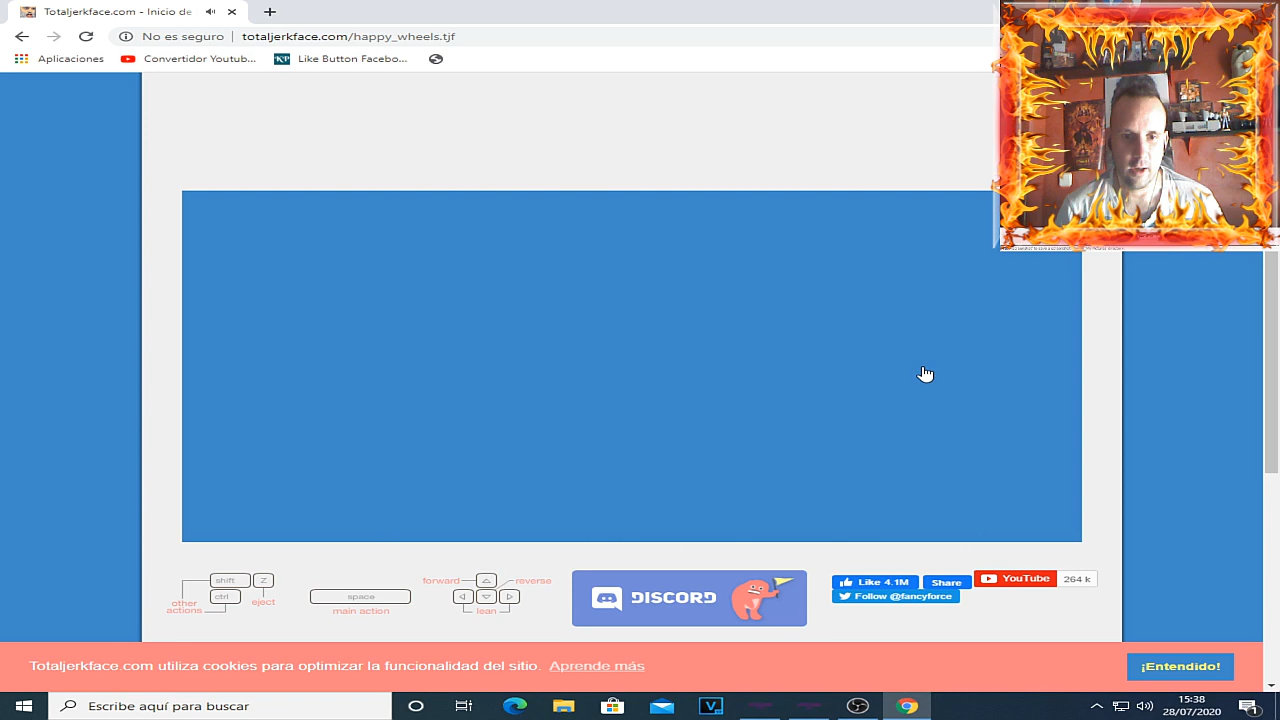 Totaljerkface.com - Inicio de
No es seguro | totaljerkface.com/happy_wheels.tjf
Aplicaciones Convertidor Youtub... Like Button Facebo...
shift Z
ctrl
other actions
eject
space
main action
forward reverse
lean
DISCORD
Like 4.1M Share YouTube 264 k
Follow @fancyforce
Totaljerkface.com utiliza cookies para optimizar la funcionalidad del sitio. Aprende más ¡Entendido!
Escribe aquí para buscar
15:38
28/07/2020